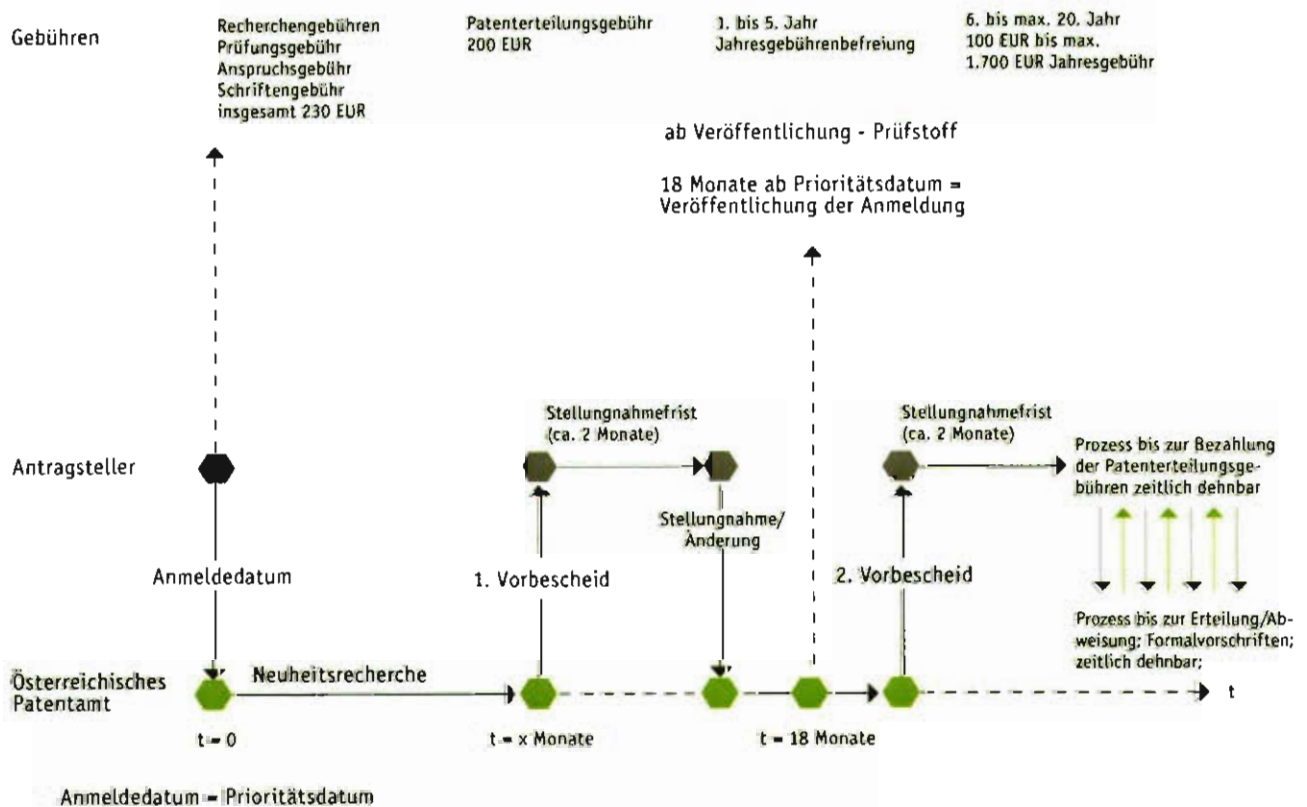 Gebühren
Recherchengebühren
Prüfungsgebühr
Anspruchsgebühr
Schriftengebühr
insgesamt 230 EUR
Patenterteilungsgebühr
200 EUR
1. bis 5. Jahr
Jahresgebührenbefreiung
6. bis max. 20. Jahr
100 EUR bis max.
1.700 EUR Jahresgebühr
ab Veröffentlichung - Prüfstoff
18 Monate ab Prioritätsdatum =
Veröffentlichung der Anmeldung
Antragsteller
Stellungnahmefrist
(ca. 2 Monate)
Stellungnahmefrist
(ca. 2 Monate)
Prozess bis zur Bezahlung
der Patenterteilungsge-
bühren zeitlich dehnbar
Stellungnahme/
Änderung
Anmeldedatum
1. Vorbescheid
2. Vorbescheid
Prozess bis zur Erteilung/Ab-
weisung; Formalvorschriften;
zeitlich dehnbar;
Österreichisches
Patentamt
Neuheitsrecherche
t
t = 0
t = x Monate
t = 18 Monate
Anmeldedatum = Prioritätsdatum